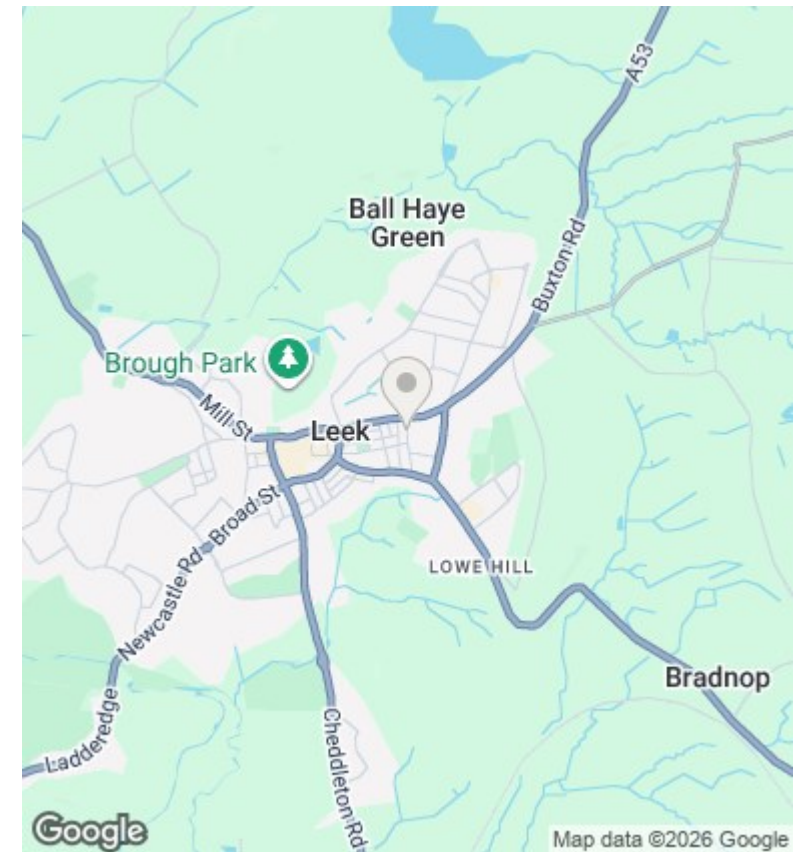 A53
Ball Haye
Green
Buxton Rd
Brough Park
Mill St
Leek
Broad St
Newcastle Rd
LOWE HILL
Bradnop
Ladderedge
Cheddleton Rd
Google
Map data ©2026 Google